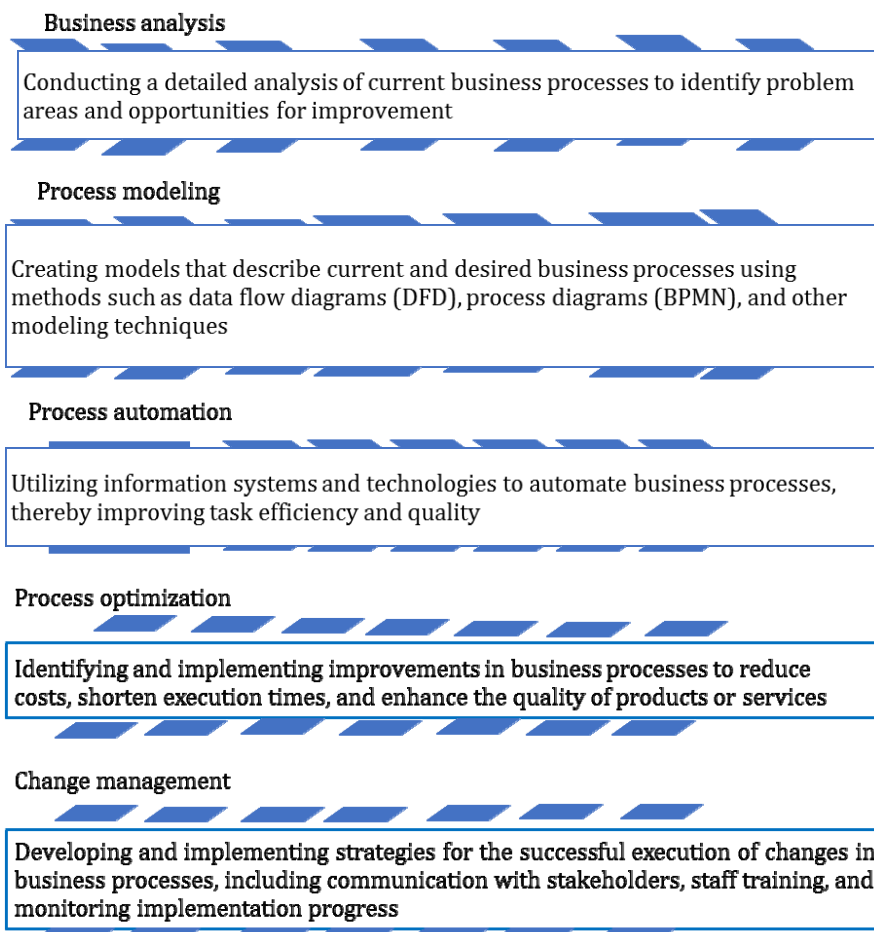 Business analysis
Conducting a detailed analysis of current business processes to identify problem
areas and opportunities for improvement
Process modeling
Creating models that describe current and desired business processes using
methods such as data flow diagrams (DFD), process diagrams (BPMN), and other
modeling techniques
Process automation
Utilizing information systems and technologies to automate business processes,
thereby improving task efficiency and quality
Process optimization
Identifying and implementing improvements in business processes to reduce
costs, shorten execution times, and enhance the quality of products or services
Change management
Developing and implementing strategies for the successful execution of changes in
business processes, including communication with stakeholders, staff training, and
monitoring implementation progress